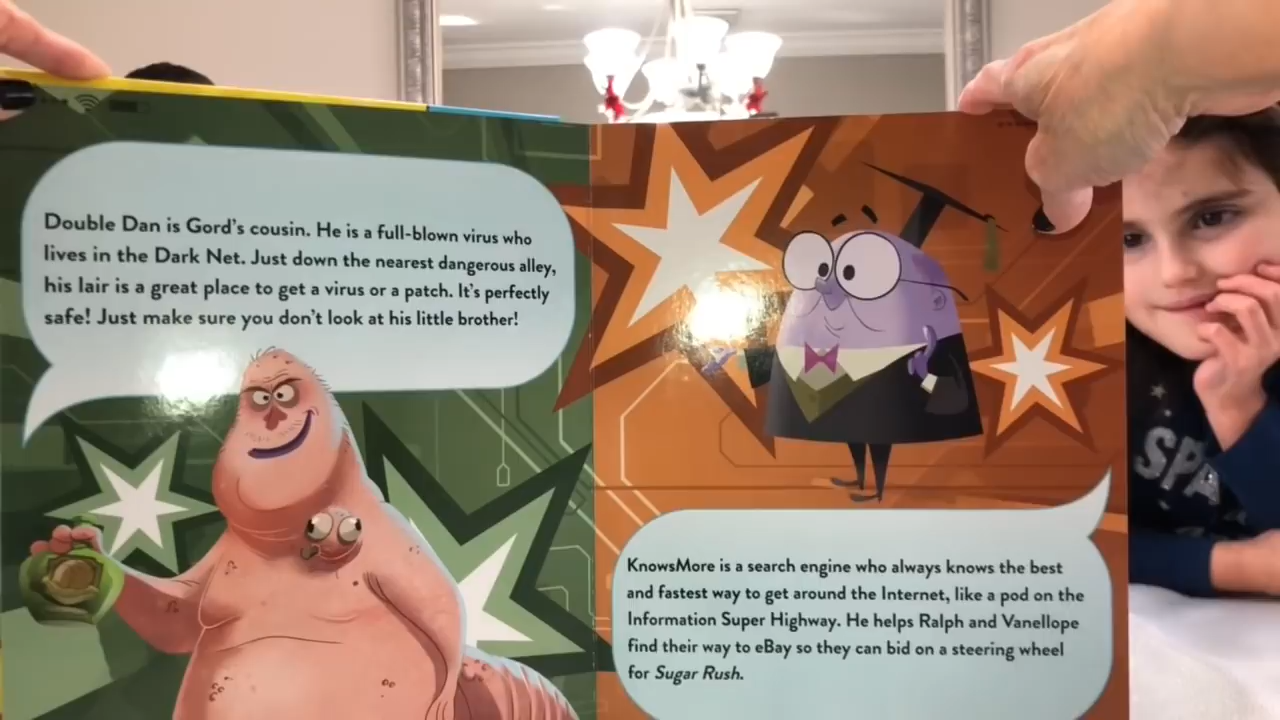 Double Dan is Gord's cousin. He is a full-blown virus who
lives in the Dark Net. Just down the nearest dangerous alley,
his lair is a great place to get a virus or a patch. It's perfectly
safe! Just make sure you don't look at his little brother!
KnowsMore is a search engine who always knows the best
and fastest way to get around the Internet, like a pod on the
Information Super Highway. He helps Ralph and Vanellope
find their way to eBay so they can bid on a steering wheel
for Sugar Rush.
SPA